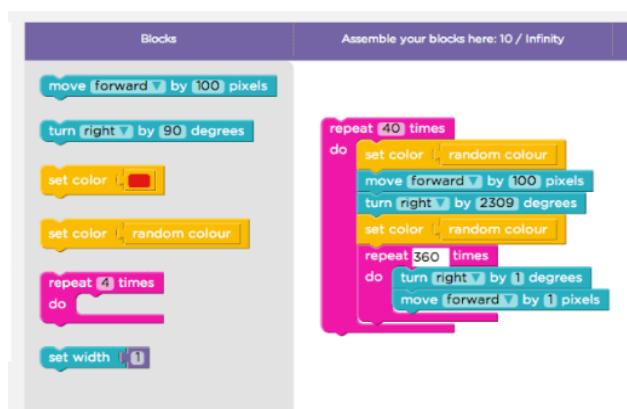 Blocks
Assemble your blocks here: 10 / Infinity
move forward by 100 pixels
turn right by 90 degrees
set color
set color random colour
repeat 4 times
do
set width 1
repeat 40 times
do
set color random colour
move forward by 100 pixels
turn right by 2309 degrees
set color random colour
repeat 360 times
do turn right by 1 degrees
move forward by 1 pixels